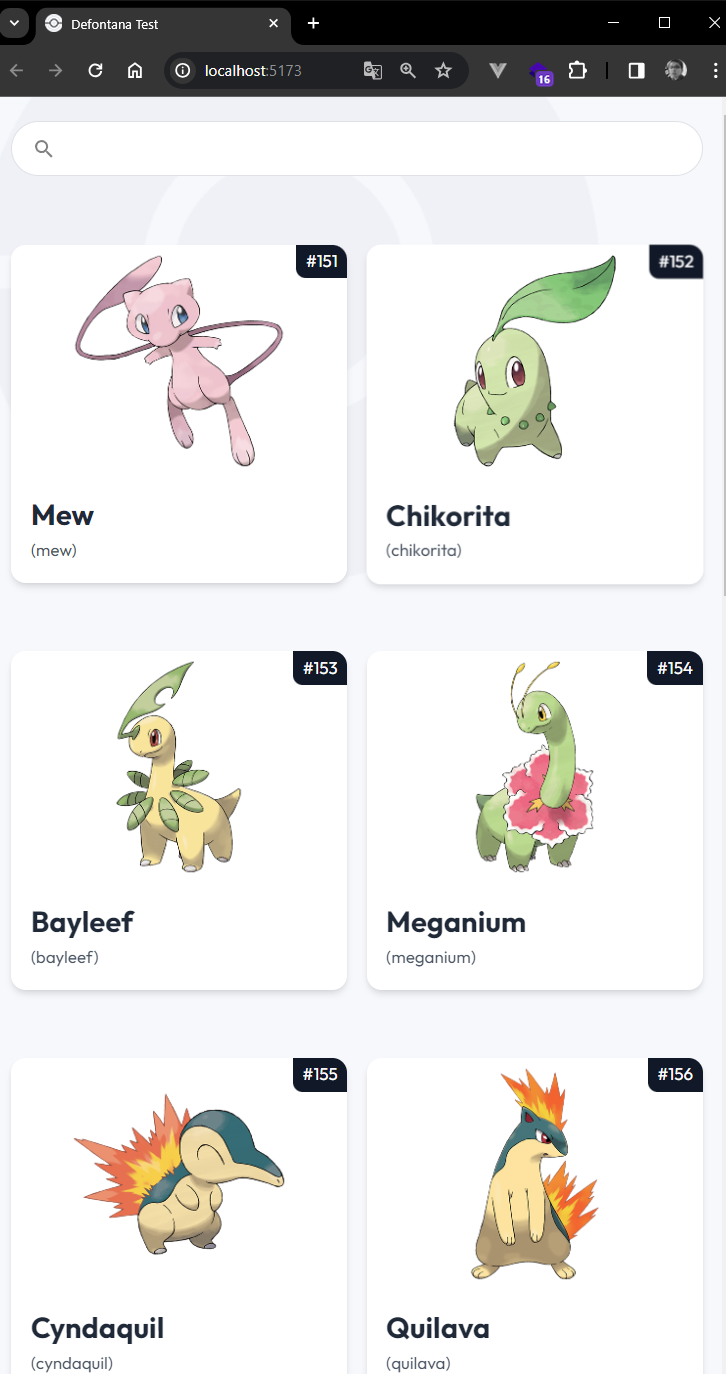 Defontana Test
localhost:5173
16
#151
#152
Mew
(mew)
Chikorita
(chikorita)
#153
#154
Bayleef
(bayleef)
Meganium
(meganium)
#155
#156
Cyndaquil
(cyndaquil)
Quilava
(quilava)